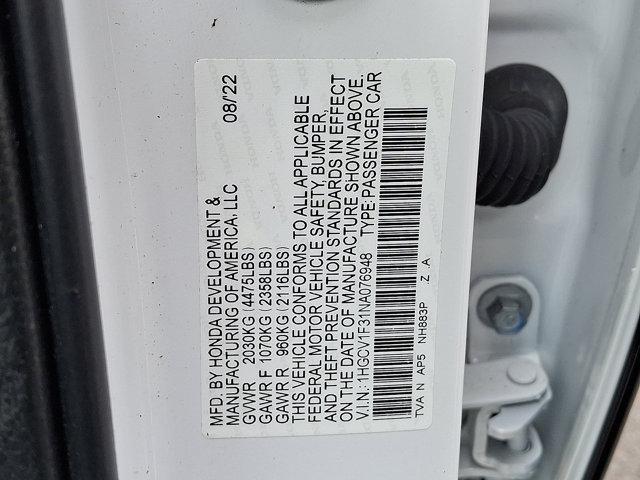 MFD. BY HONDA DEVELOPMENT & 08/'22
MANUFACTURING OF AMERICA, LLC
GVWR 2030KG (4475LBS)
GAWR F 1070KG (2358LBS)
GAWR R 960KG (2116LBS)
THIS VEHICLE CONFORMS TO ALL APPLICABLE
FEDERAL MOTOR VEHICLE SAFETY, BUMPER,
AND THEFT PREVENTION STANDARDS IN EFFECT
ON THE DATE OF MANUFACTURE SHOWN ABOVE.
V.I.N.: 1HGCV1F31NA076948 TYPE: PASSENGER CAR
TVA N AP5 NH883P Z A